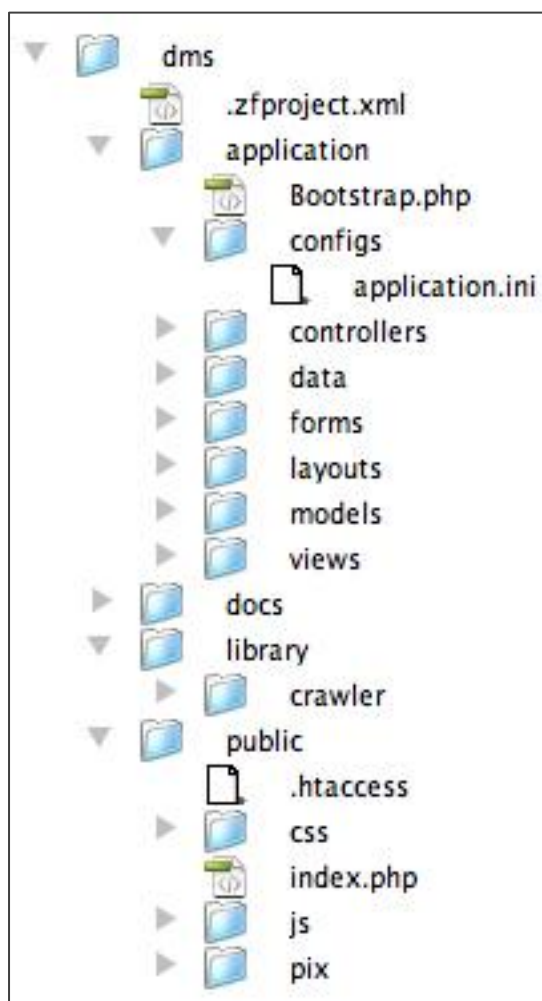 dms
.zfproject.xml
application
Bootstrap.php
configs
application.ini
controllers
data
forms
layouts
models
views
docs
library
crawler
public
.htaccess
css
index.php
js
pix